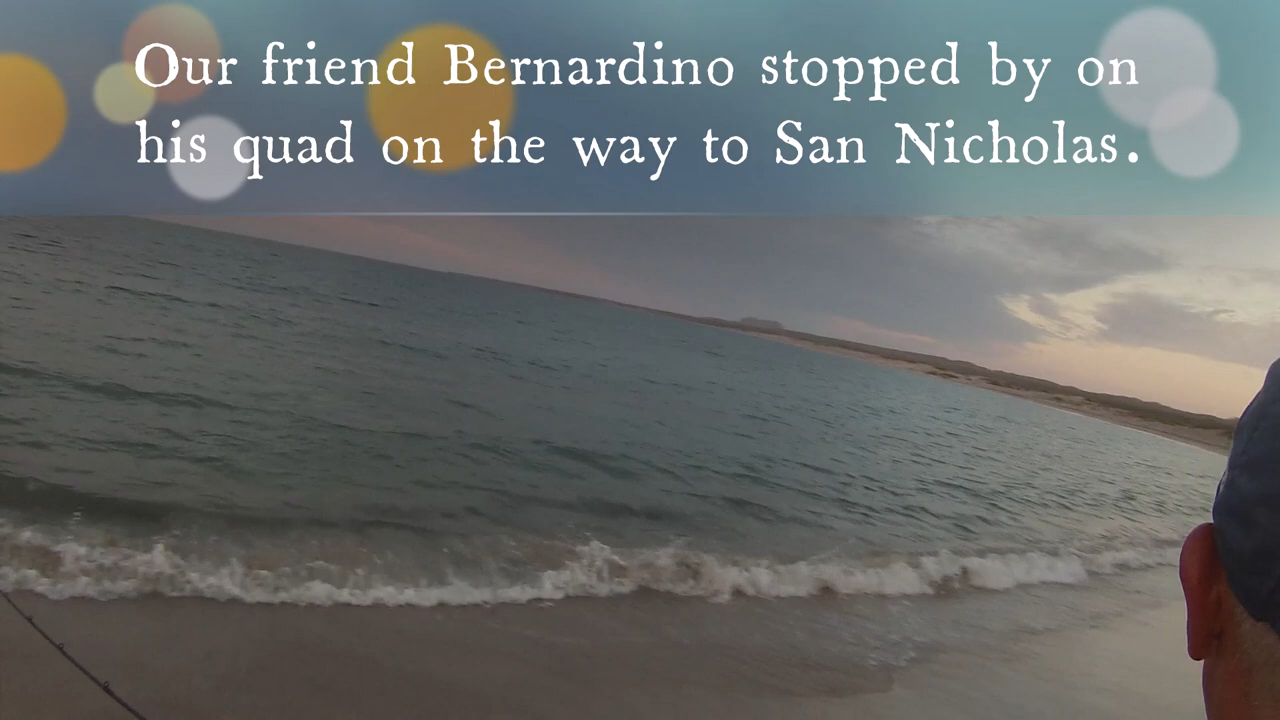 Our friend Bernardino stopped by on
his quad on the way to San Nicholas.